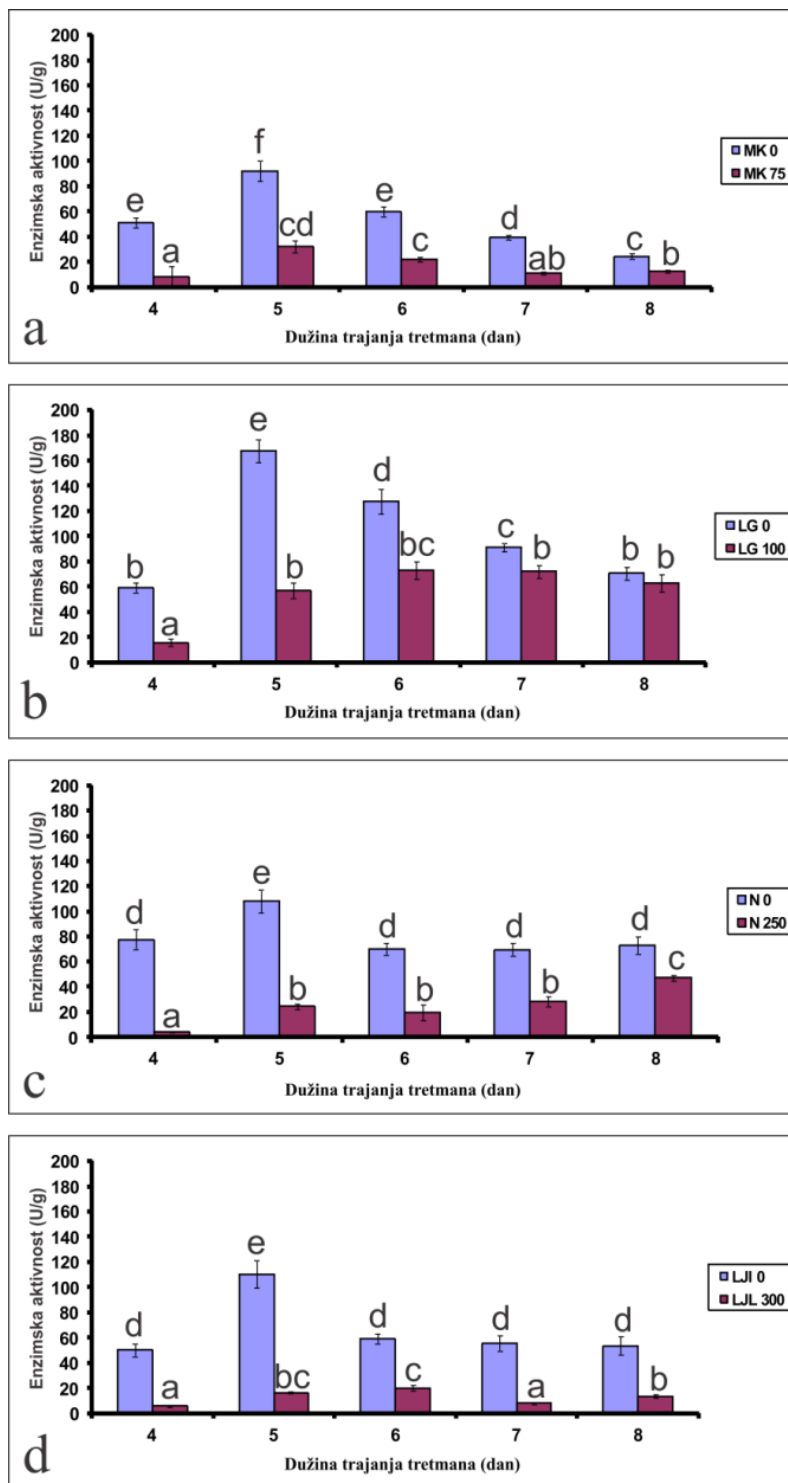 200
180
160
140
120
100
80
60
40
20
0
Enzimska aktivnost (U/g)
e a f cd e c d ab c b
4 5 6 7 8
Dužina trajanja tretmana (dan)
MK 0
MK 75
a
200
180
160
140
120
100
80
60
40
20
0
Enzimska aktivnost (U/g)
b a e b d bc c b b b
4 5 6 7 8
Dužina trajanja tretmana (dan)
LG 0
LG 100
b
200
180
160
140
120
100
80
60
40
20
0
Enzimska aktivnost (U/g)
d a e b d b d b d c
4 5 6 7 8
Dužina trajanja tretmana (dan)
N 0
N 250
c
200
180
160
140
120
100
80
60
40
20
0
Enzimska aktivnost (U/g)
d a e bc d c d a d b
4 5 6 7 8
Dužina trajanja tretmana (dan)
LJI 0
LJL 300
d